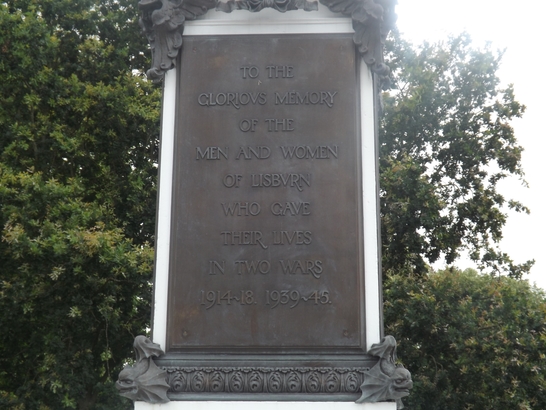 TO THE
GLORIOVS MEMORY
OF THE
MEN AND WOMEN
OF LISBVRN
WHO GAVE
THEIR LIVES
IN TWO WARS
1914-18. 1939-45.